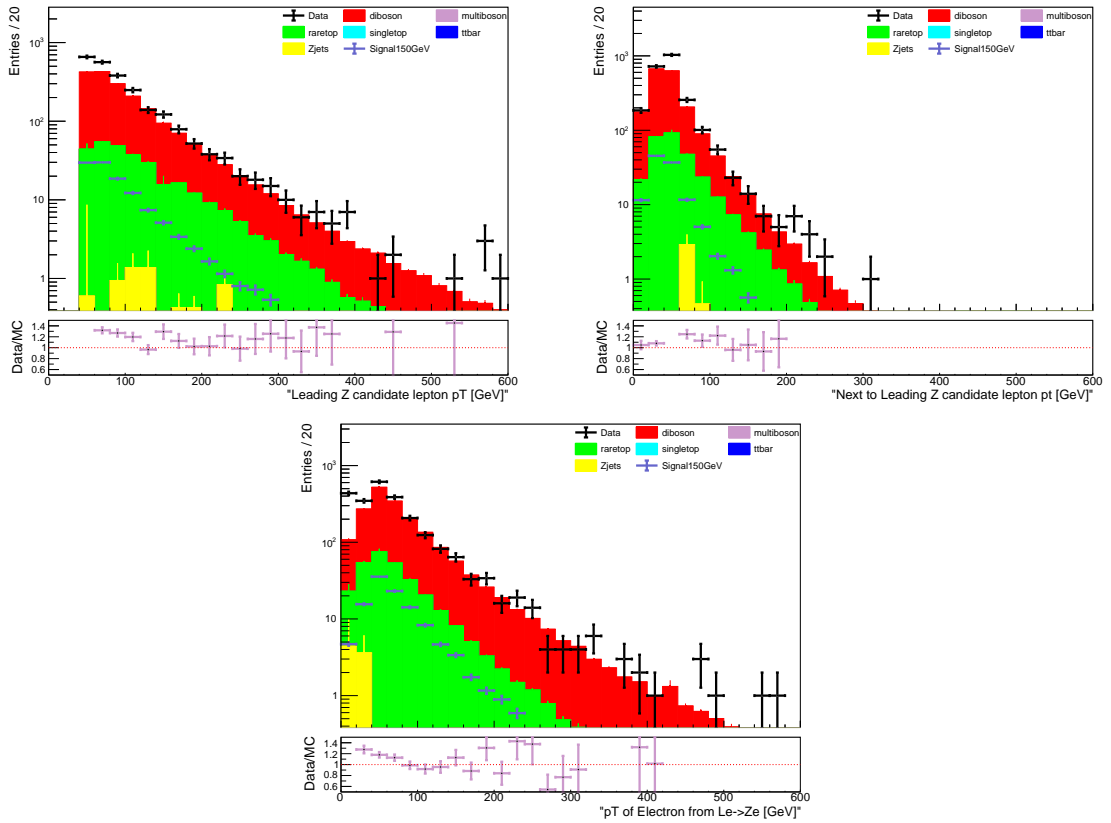 Entries / 20
Data diboson multiboson
raretop singletop ttbar
Zjets Signal150GeV
10³
10²
10
1
Data/MC
1.4
1.2
1
0.8
0.6
0 100 200 300 400 500 600
"Leading Z candidate lepton pT [GeV]"
Entries / 20
Data diboson multiboson
raretop singletop ttbar
Zjets Signal150GeV
10⁴
10³
10²
10
1
Data/MC
1.4
1.2
1
0.8
0.6
0 100 200 300 400 500 600
"Next to Leading Z candidate lepton pt [GeV]"
Entries / 20
Data diboson multiboson
raretop singletop ttbar
Zjets Signal150GeV
10³
10²
10
1
Data/MC
1.4
1.2
1
0.8
0.6
0 100 200 300 400 500 600
"pT of Electron from Le->Ze [GeV]"